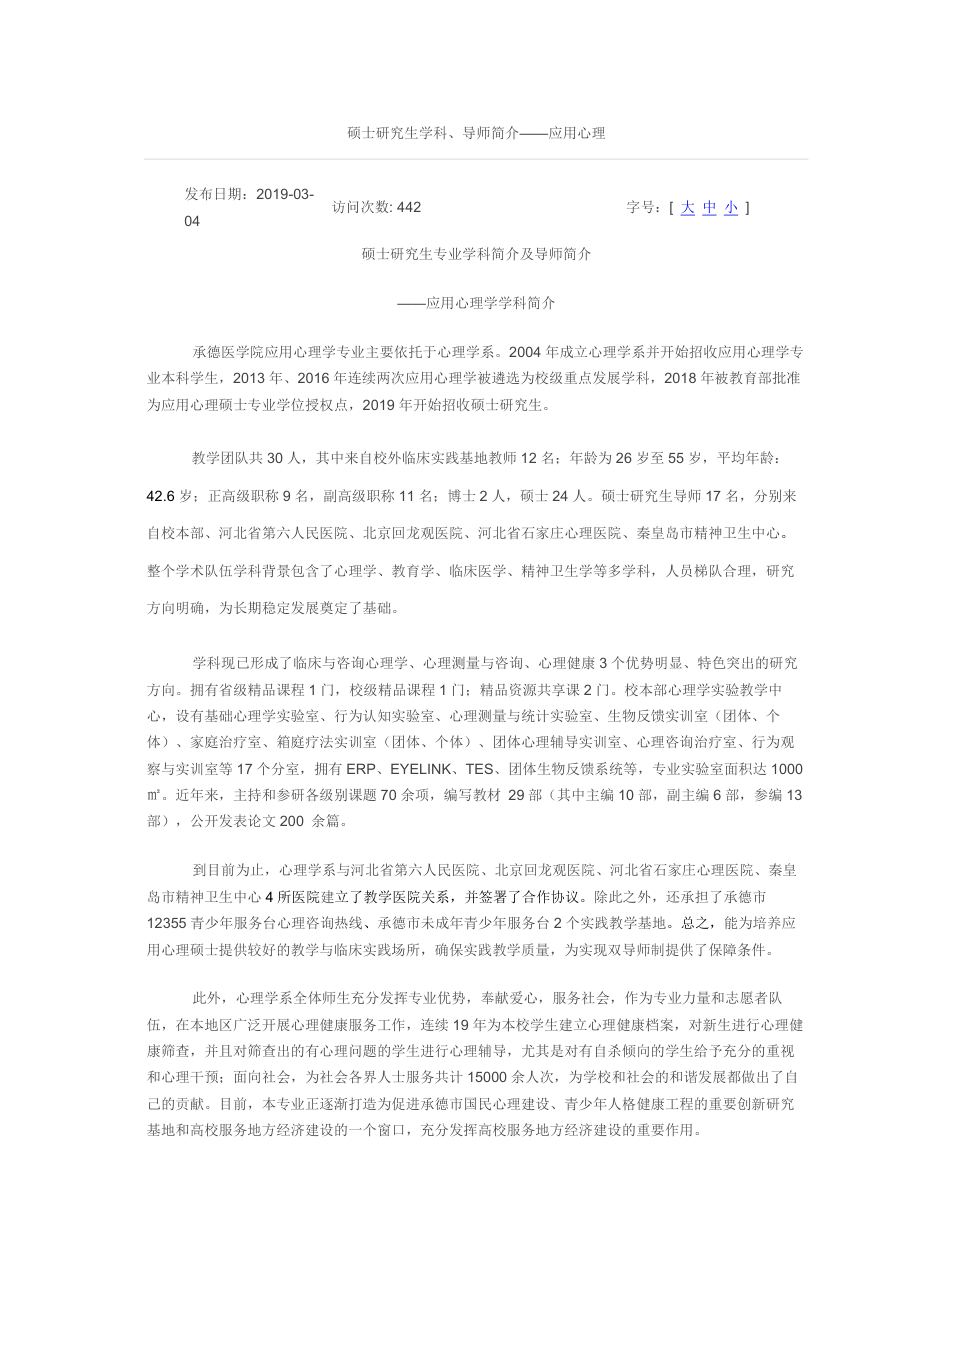 硕士研究生学科、导师简介——应用心理
发布日期：2019-03-04
访问次数: 442
字号：[ 大 中 小 ]
硕士研究生专业学科简介及导师简介
——应用心理学学科简介
承德医学院应用心理学专业主要依托于心理学系。2004 年成立心理学系并开始招收应用心理学专
业本科学生，2013 年、2016 年连续两次应用心理学被遴选为校级重点发展学科，2018 年被教育部批准
为应用心理硕士专业学位授权点，2019 年开始招收硕士研究生。
教学团队共 30 人，其中来自校外临床实践基地教师 12 名；年龄为 26 岁至 55 岁，平均年龄：
42.6 岁；正高级职称 9 名，副高级职称 11 名；博士 2 人，硕士 24 人。硕士研究生导师 17 名，分别来
自校本部、河北省第六人民医院、北京回龙观医院、河北省石家庄心理医院、秦皇岛市精神卫生中心。
整个学术队伍学科背景包含了心理学、教育学、临床医学、精神卫生学等多学科，人员梯队合理，研究
方向明确，为长期稳定发展奠定了基础。
学科现已形成了临床与咨询心理学、心理测量与咨询、心理健康 3 个优势明显、特色突出的研究
方向。拥有省级精品课程 1 门，校级精品课程 1 门；精品资源共享课 2 门。校本部心理学实验教学中
心，设有基础心理学实验室、行为认知实验室、心理测量与统计实验室、生物反馈实训室（团体、个
体）、家庭治疗室、箱庭疗法实训室（团体、个体）、团体心理辅导实训室、心理咨询治疗室、行为观
察与实训室等 17 个分室，拥有 ERP、EYELINK、TES、团体生物反馈系统等，专业实验室面积达 1000
㎡。近年来，主持和参研各级别课题 70 余项，编写教材 29 部（其中主编 10 部，副主编 6 部，参编 13
部），公开发表论文 200 余篇。
到目前为止，心理学系与河北省第六人民医院、北京回龙观医院、河北省石家庄心理医院、秦皇
岛市精神卫生中心 4 所医院建立了教学医院关系，并签署了合作协议。除此之外，还承担了承德市
12355 青少年服务台心理咨询热线、承德市未成年青少年服务台 2 个实践教学基地。总之，能为培养应
用心理硕士提供较好的教学与临床实践场所，确保实践教学质量，为实现双导师制提供了保障条件。
此外，心理学系全体师生充分发挥专业优势，奉献爱心，服务社会，作为专业力量和志愿者队
伍，在本地区广泛开展心理健康服务工作，连续 19 年为本校学生建立心理健康档案，对新生进行心理健
康筛查，并且对筛查出的有心理问题的学生进行心理辅导，尤其是对有自杀倾向的学生给予充分的重视
和心理干预；面向社会，为社会各界人士服务共计 15000 余人次，为学校和社会的和谐发展都做出了自
己的贡献。目前，本专业正逐渐打造为促进承德市国民心理建设、青少年人格健康工程的重要创新研究
基地和高校服务地方经济建设的一个窗口，充分发挥高校服务地方经济建设的重要作用。